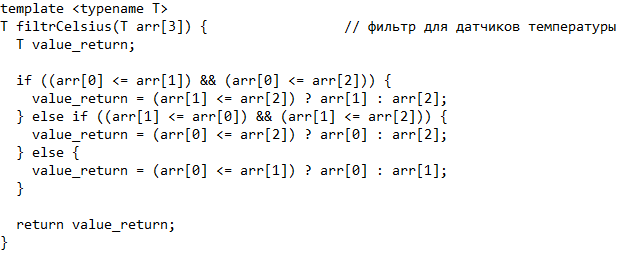 template <typename T>
T filtrCelsius(T arr[3]) {                 // фильтр для датчиков температуры
  T value_return;

  if ((arr[0] <= arr[1]) && (arr[0] <= arr[2])) {
    value_return = (arr[1] <= arr[2]) ? arr[1] : arr[2];
  } else if ((arr[1] <= arr[0]) && (arr[1] <= arr[2])) {
    value_return = (arr[0] <= arr[2]) ? arr[0] : arr[2];
  } else {
    value_return = (arr[0] <= arr[1]) ? arr[0] : arr[1];
  }

  return value_return;
}